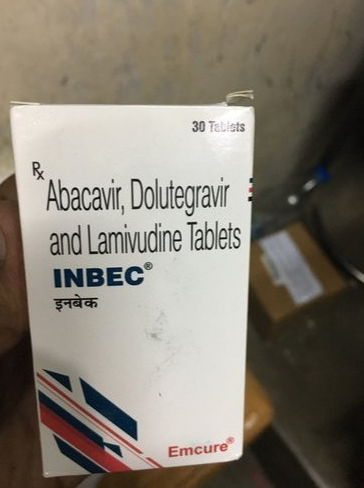 30 Tablets
Rx
Abacavir, Dolutegravir
and Lamivudine Tablets
INBEC®
इनबेक
Emcure®